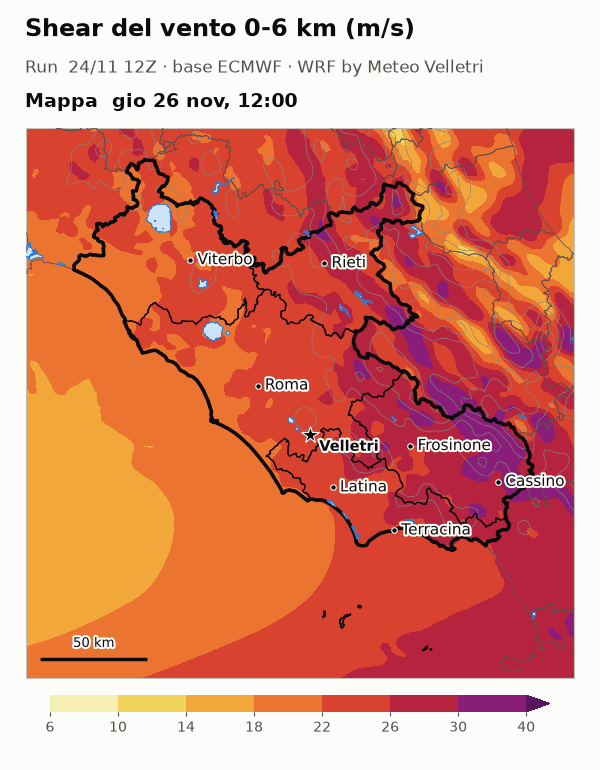 Shear del vento 0-6 km (m/s)
Run  24/11 12Z · base ECMWF · WRF by Meteo Velletri
Mappa  gio 26 nov, 12:00
Viterbo
Rieti
Roma
Velletri
Frosinone
Latina
Cassino
Terracina
50 km
6 10 14 18 22 26 30 40